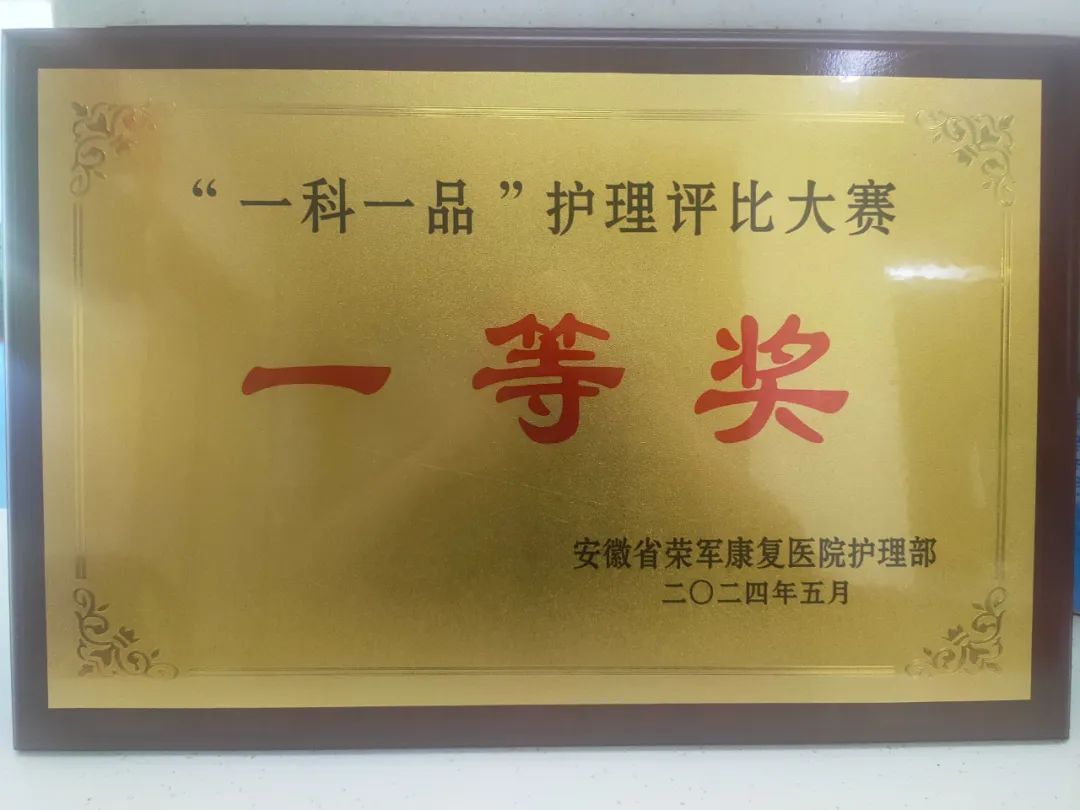 “一科一品”护理评比大赛
一等奖
安徽省荣军康复医院护理部
二〇二四年五月